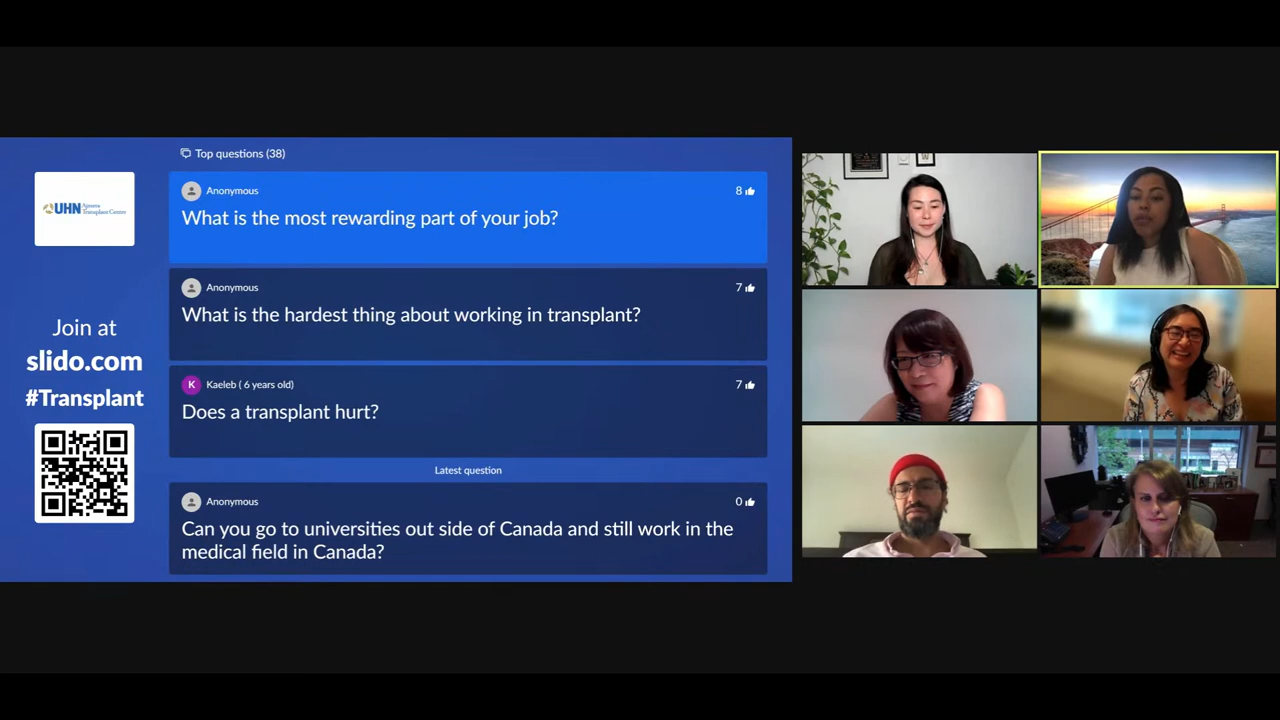 Top questions (38)
Anonymous
8
What is the most rewarding part of your job?
UHN Ajmera
Transplant Centre
Anonymous
7
What is the hardest thing about working in transplant?
Join at
slido.com
#Transplant
K
Kaeleb ( 6 years old)
7
Does a transplant hurt?
Latest question
Anonymous
0
Can you go to universities out side of Canada and still work in the
medical field in Canada?